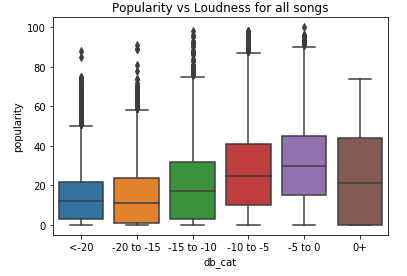 Popularity vs Loudness for all songs
100
80
60
40
20
0
popularity
<-20
-20 to -15
-15 to -10
-10 to -5
-5 to 0
0+
db_cat